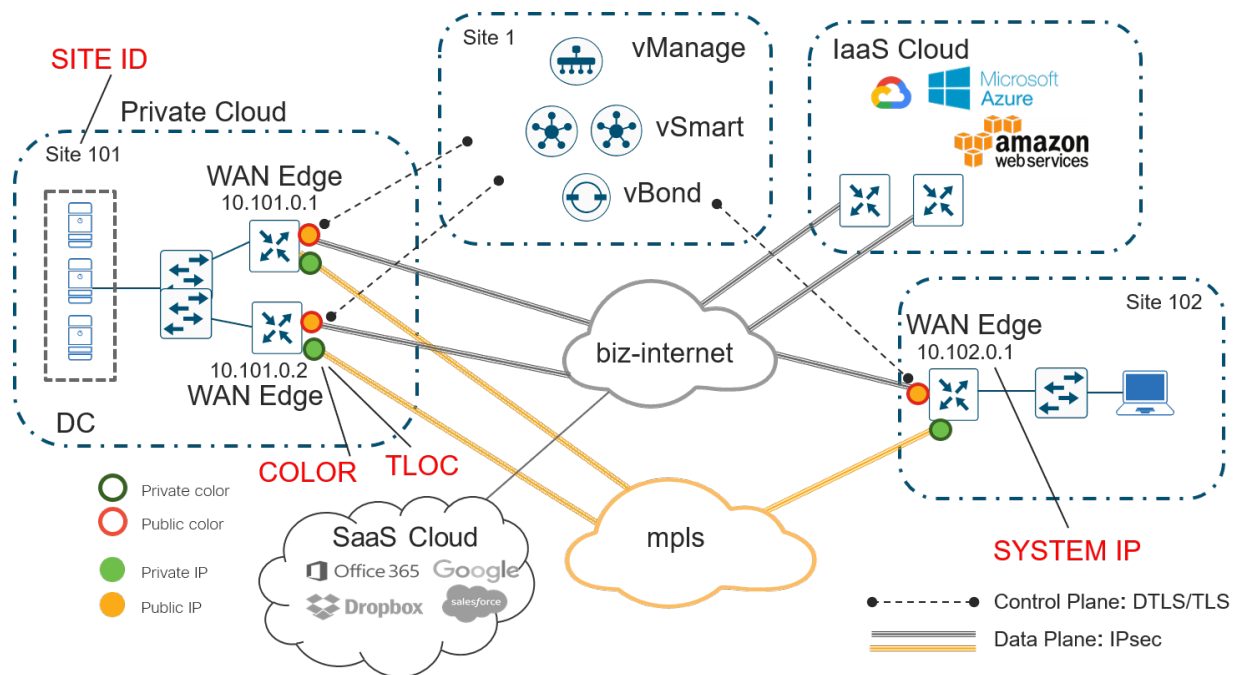 SITE ID
Private Cloud
Site 101
WAN Edge
10.101.0.1
10.101.0.2
WAN Edge
DC
COLOR
TLOC
Site 1
vManage
vSmart
vBond
IaaS Cloud
Microsoft
Azure
amazon
webservices
biz-internet
mpls
Site 102
WAN Edge
10.102.0.1
SYSTEM IP
Private color
Public color
Private IP
Public IP
SaaS Cloud
Office 365
Google
Dropbox
salesforce
Control Plane: DTLS/TLS
Data Plane: IPsec